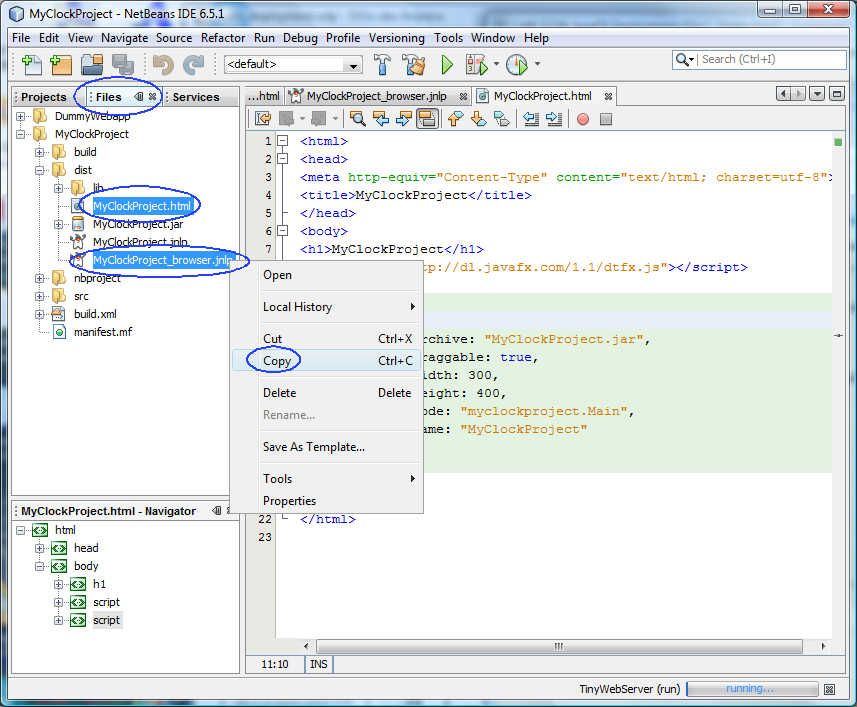 MyClockProject - NetBeans IDE 6.5.1
File Edit View Navigate Source Refactor Run Debug Profile Versioning Tools Window Help
<default>
Search (Ctrl+I)
Projects Files Services
DummyWebapp
MyClockProject
build
dist
lib
MyClockProject.html
MyClockProject.jar
MyClockProject.jnlp
MyClockProject_browser.jnlp
nbproject
src
build.xml
manifest.mf
...html MyClockProject_browser.jnlp MyClockProject.html
1 <html>
2 <head>
3 <meta http-equiv="Content-Type" content="text/html; charset=utf-8">
4 <title>MyClockProject</title>
5 </head>
6 <body>
7 <h1>MyClockProject</h1>
tp://dl.javafx.com/1.1/dtfx.js"></script>
rchive: "MyClockProject.jar",
raggable: true,
idth: 300,
eight: 400,
ode: "myclockproject.Main",
ame: "MyClockProject"
22 </html>
23
Open
Local History
Cut Ctrl+X
Copy Ctrl+C
Delete Delete
Rename...
Save As Template...
Tools
Properties
MyClockProject.html - Navigator
html
head
body
h1
script
script
11:10 INS
TinyWebServer (run) running...